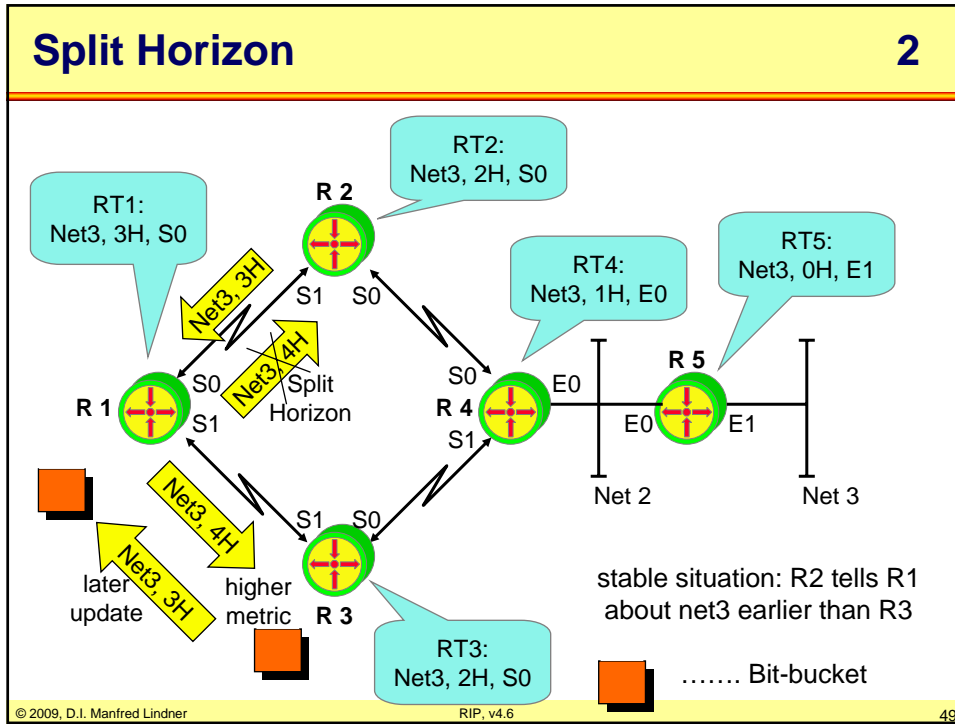 Split Horizon 2
RT2:
Net3, 2H, S0
R 2
RT1:
Net3, 3H, S0
RT4:
Net3, 1H, E0
RT5:
Net3, 0H, E1
Net3, 3H
S1
S0
Net3, 4H
Split
Horizon
S0
R 1
S1
S0
E0
R 4
S1
R 5
E0
E1
Net 2
Net 3
Net3, 4H
S1
S0
Net3, 3H
later
update
higher
metric
R 3
stable situation: R2 tells R1
about net3 earlier than R3
RT3:
Net3, 2H, S0
……. Bit-bucket
© 2009, D.I. Manfred Lindner
RIP, v4.6
49